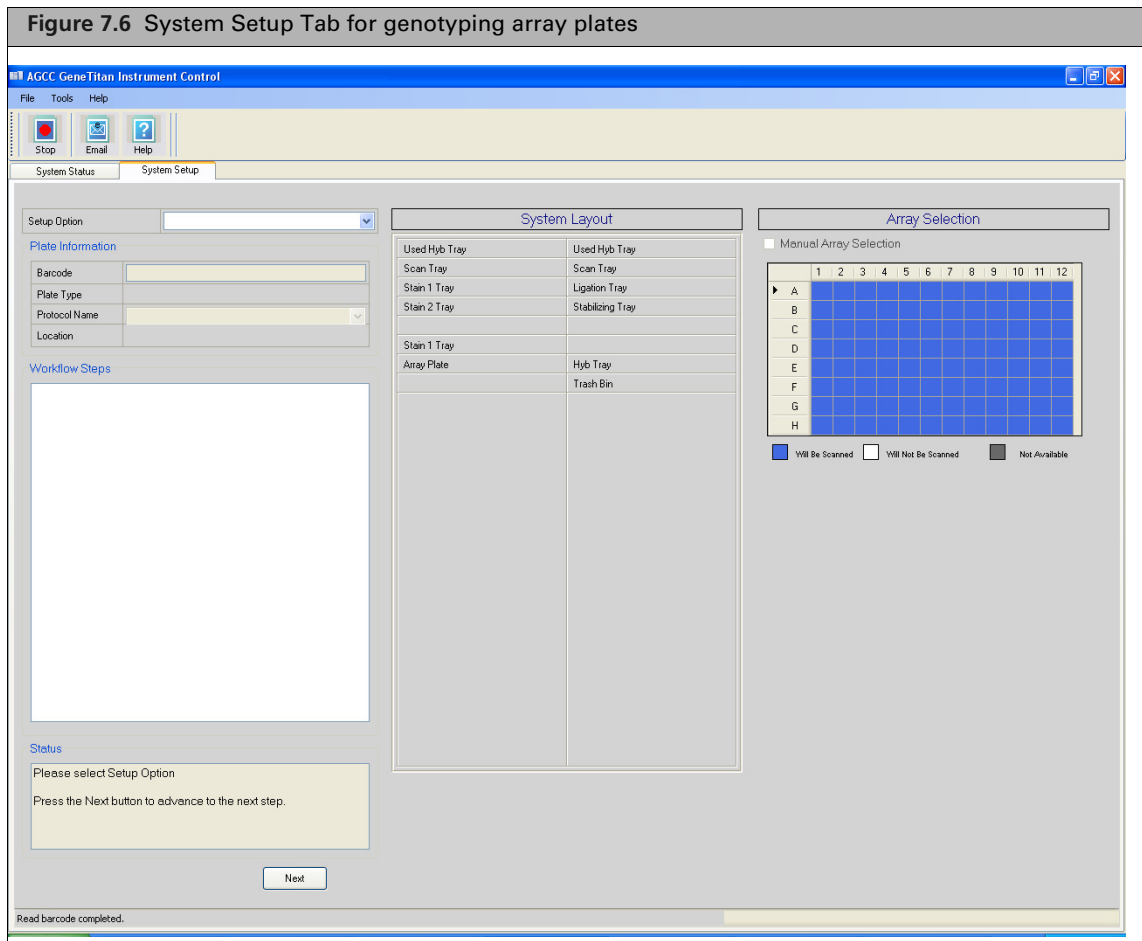 Figure 7.6 System Setup Tab for genotyping array plates
AGCC GeneTitan Instrument Control
File Tools Help
Stop Email Help
System Status System Setup
Setup Option
Plate Information
Barcode
Plate Type
Protocol Name
Location
Workflow Steps
Status
Please select Setup Option
Press the Next button to advance to the next step.
Next
System Layout
Used Hyb Tray Used Hyb Tray
Scan Tray Scan Tray
Stain 1 Tray Ligation Tray
Stain 2 Tray Stabilizing Tray
Stain 1 Tray
Array Plate Hyb Tray
Trash Bin
Array Selection
Manual Array Selection
1 2 3 4 5 6 7 8 9 10 11 12
A
B
C
D
E
F
G
H
Will Be Scanned Will Not Be Scanned Not Available
Read barcode completed.